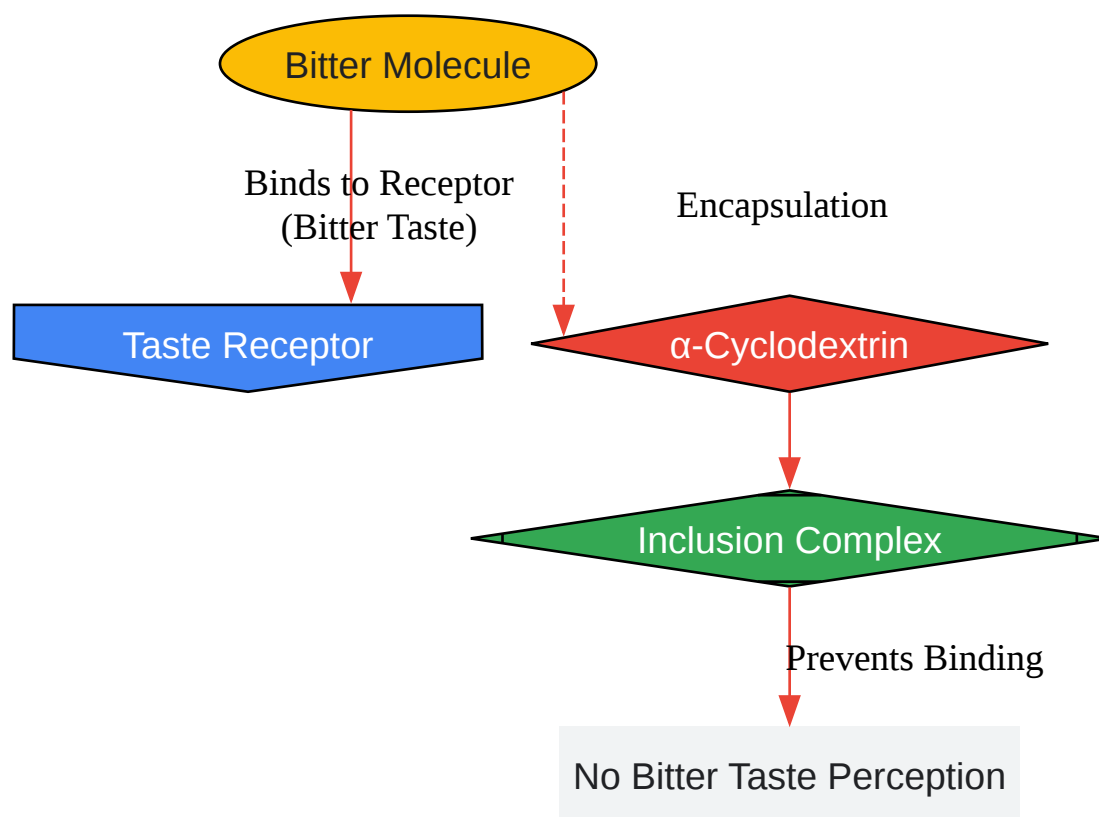 Bitter Molecule
Binds to Receptor
(Bitter Taste)
Encapsulation
Taste Receptor
α-Cyclodextrin
Inclusion Complex
Prevents Binding
No Bitter Taste Perception